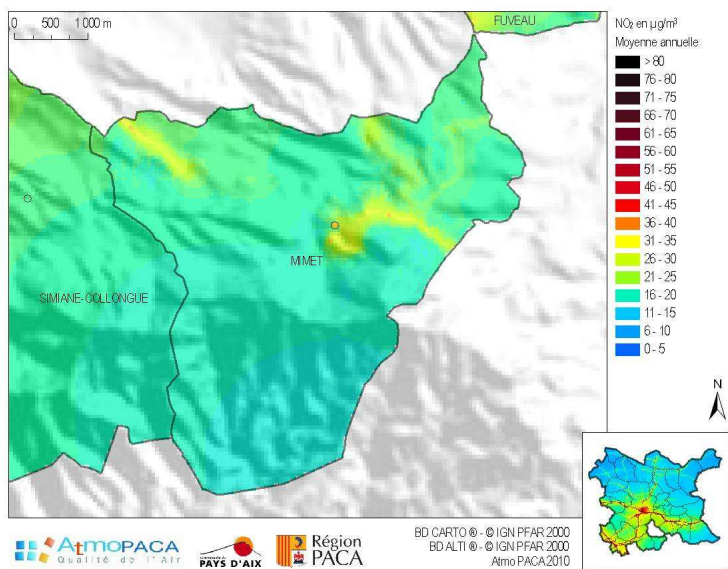 0 500 1 000 m
FUVEAU
MIMET
SIMIANE-COLLONGUE
NO₂ en µg/m³
Moyenne annuelle
> 80
76 - 80
71 - 75
66 - 70
61 - 65
56 - 60
51 - 55
46 - 50
41 - 45
36 - 40
31 - 35
26 - 30
21 - 25
16 - 20
11 - 15
6 - 10
0 - 5
N
AtmoPACA
Qualité de l'Air
PAYS D'AIX
Région
PACA
BD CARTO ® - © IGN PFAR 2000
BD ALTI ® - © IGN PFAR 2000
Atmo PACA 2010